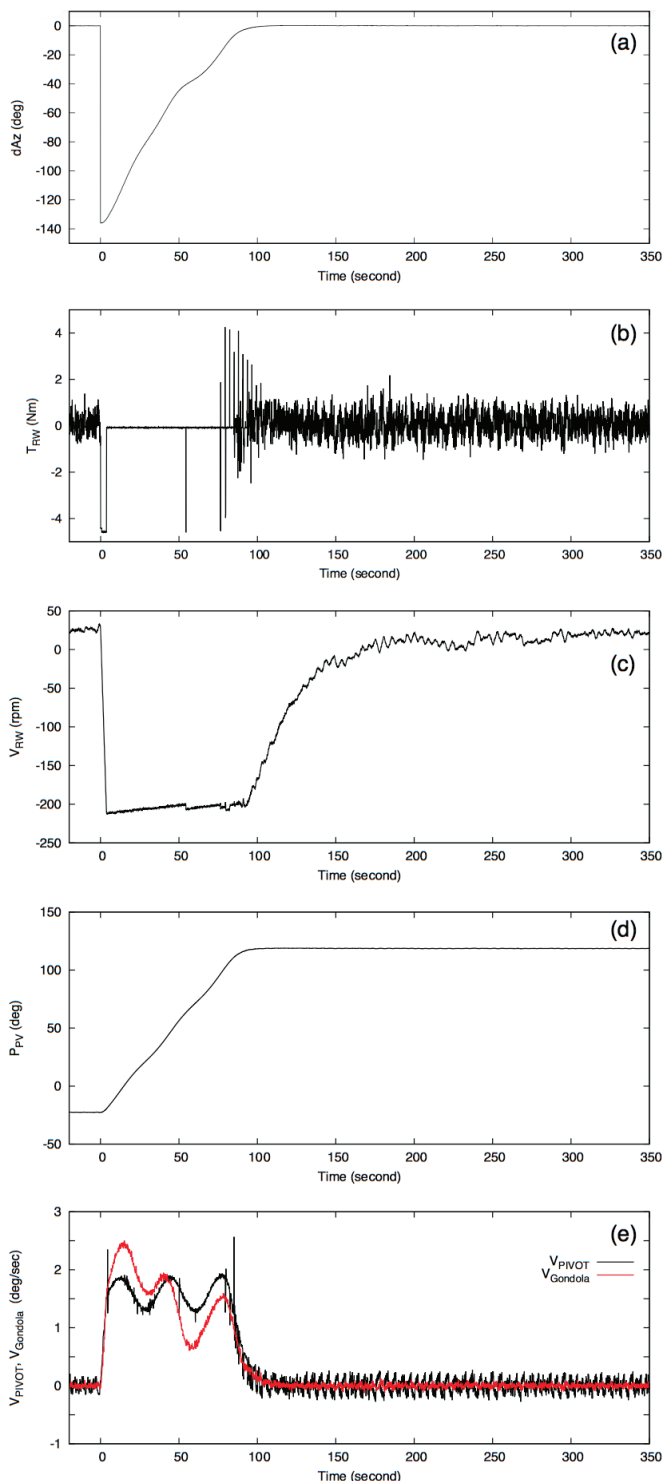 (a)
dAz (deg)
0
-20
-40
-60
-80
-100
-120
-140
0 50 100 150 200 250 300 350
Time (second)
(b)
T_RW (Nm)
4
2
0
-2
-4
0 50 100 150 200 250 300 350
Time (second)
(c)
V_RW (rpm)
50
0
-50
-100
-150
-200
-250
0 50 100 150 200 250 300 350
Time (second)
(d)
P_PV (deg)
150
100
50
0
-50
0 50 100 150 200 250 300 350
Time (second)
(e)
V_PIVOT, V_Gondola (deg/sec)
3
2
1
0
-1
V_PIVOT
V_Gondola
0 50 100 150 200 250 300 350
Time (second)